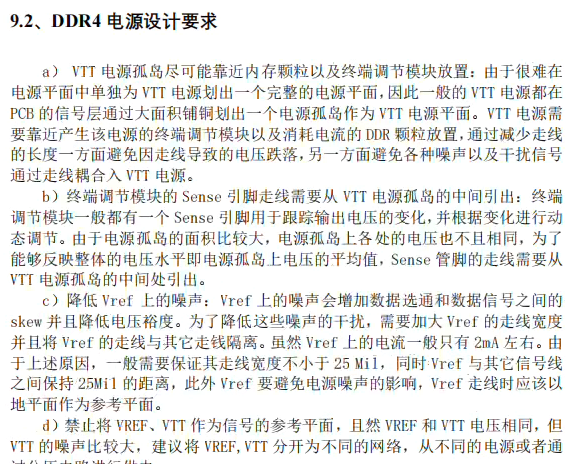 9.2、DDR4 电源设计要求
a） VTT 电源孤岛尽可能靠近内存颗粒以及终端调节模块放置：由于很难在
电源平面中单独为 VTT 电源划出一个完整的电源平面，因此一般的 VTT 电源都在
PCB 的信号层通过大面积铺铜划出一个电源孤岛作为 VTT 电源平面。VTT 电源需
要靠近产生该电源的终端调节模块以及消耗电流的 DDR 颗粒放置，通过减少走线
的长度一方面避免因走线导致的电压跌落，另一方面避免各种噪声以及干扰信号
通过走线耦合入 VTT 电源。
b）终端调节模块的 Sense 引脚走线需要从 VTT 电源孤岛的中间引出：终端
调节模块一般都有一个 Sense 引脚用于跟踪输出电压的变化，并根据变化进行动
态调节。由于电源孤岛的面积比较大，电源孤岛上各处的电压也不且相同，为了
能够反映整体的电压水平即电源孤岛上电压的平均值，Sense 管脚的走线需要从
VTT 电源孤岛的中间处引出。
c）降低 Vref 上的噪声：Vref 上的噪声会增加数据选通和数据信号之间的
skew 并且降低电压裕度。为了降低这些噪声的干扰，需要加大 Vref 的走线宽度
并且将 Vref 的走线与其它走钱隔离。虽然 Vref 上的电流一般只有 2mA 左右。由
于上述原因，一般需要保证其走线宽度不小于 25 Mil，同时 Vref 与其它信号线
之间保持 25Mil 的距离，此外 Vref 要避免电源噪声的影响，Vref 走线时应该以
地平面作为参考平面。
d）禁止将 VREF、VTT 作为信号的参考平面，且然 VREF 和 VTT 电压相同，但
VTT 的噪声比较大，建议将 VREF,VTT 分开为不同的网络，从不同的电源或者通